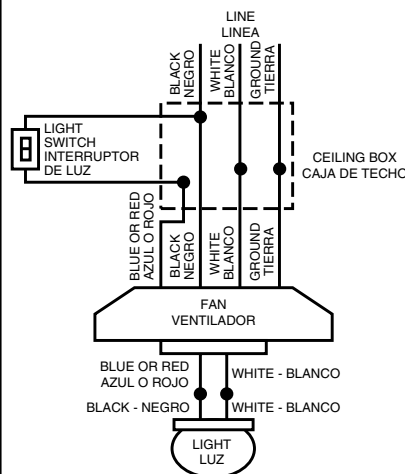 LINE
LINEA
BLACK
NEGRO
WHITE
BLANCO
GROUND
TIERRA
LIGHT
SWITCH
INTERRUPTOR
DE LUZ
CEILING BOX
CAJA DE TECHO
BLUE OR RED
AZUL O ROJO
BLACK
NEGRO
WHITE
BLANCO
GROUND
TIERRA
FAN
VENTILADOR
BLUE OR RED
AZUL O ROJO
WHITE - BLANCO
BLACK - NEGRO
WHITE - BLANCO
LIGHT
LUZ